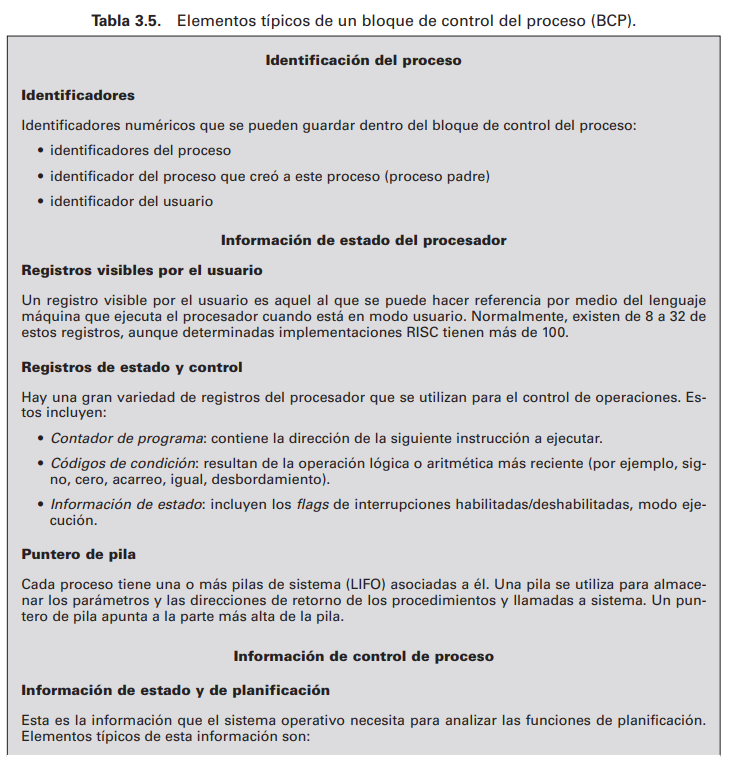 Tabla 3.5. Elementos típicos de un bloque de control del proceso (BCP).
Identificación del proceso
Identificadores
Identificadores numéricos que se pueden guardar dentro del bloque de control del proceso:
• identificadores del proceso
• identificador del proceso que creó a este proceso (proceso padre)
• identificador del usuario
Información de estado del procesador
Registros visibles por el usuario
Un registro visible por el usuario es aquel al que se puede hacer referencia por medio del lenguaje
máquina que ejecuta el procesador cuando está en modo usuario. Normalmente, existen de 8 a 32 de
estos registros, aunque determinadas implementaciones RISC tienen más de 100.
Registros de estado y control
Hay una gran variedad de registros del procesador que se utilizan para el control de operaciones. Es-
tos incluyen:
• Contador de programa: contiene la dirección de la siguiente instrucción a ejecutar.
• Códigos de condición: resultan de la operación lógica o aritmética más reciente (por ejemplo, sig-
no, cero, acarreo, igual, desbordamiento).
• Información de estado: incluyen los flags de interrupciones habilitadas/deshabilitadas, modo eje-
cución.
Puntero de pila
Cada proceso tiene una o más pilas de sistema (LIFO) asociadas a él. Una pila se utiliza para almace-
nar los parámetros y las direcciones de retorno de los procedimientos y llamadas a sistema. Un pun-
tero de pila apunta a la parte más alta de la pila.
Información de control de proceso
Información de estado y de planificación
Esta es la información que el sistema operativo necesita para analizar las funciones de planificación.
Elementos típicos de esta información son: